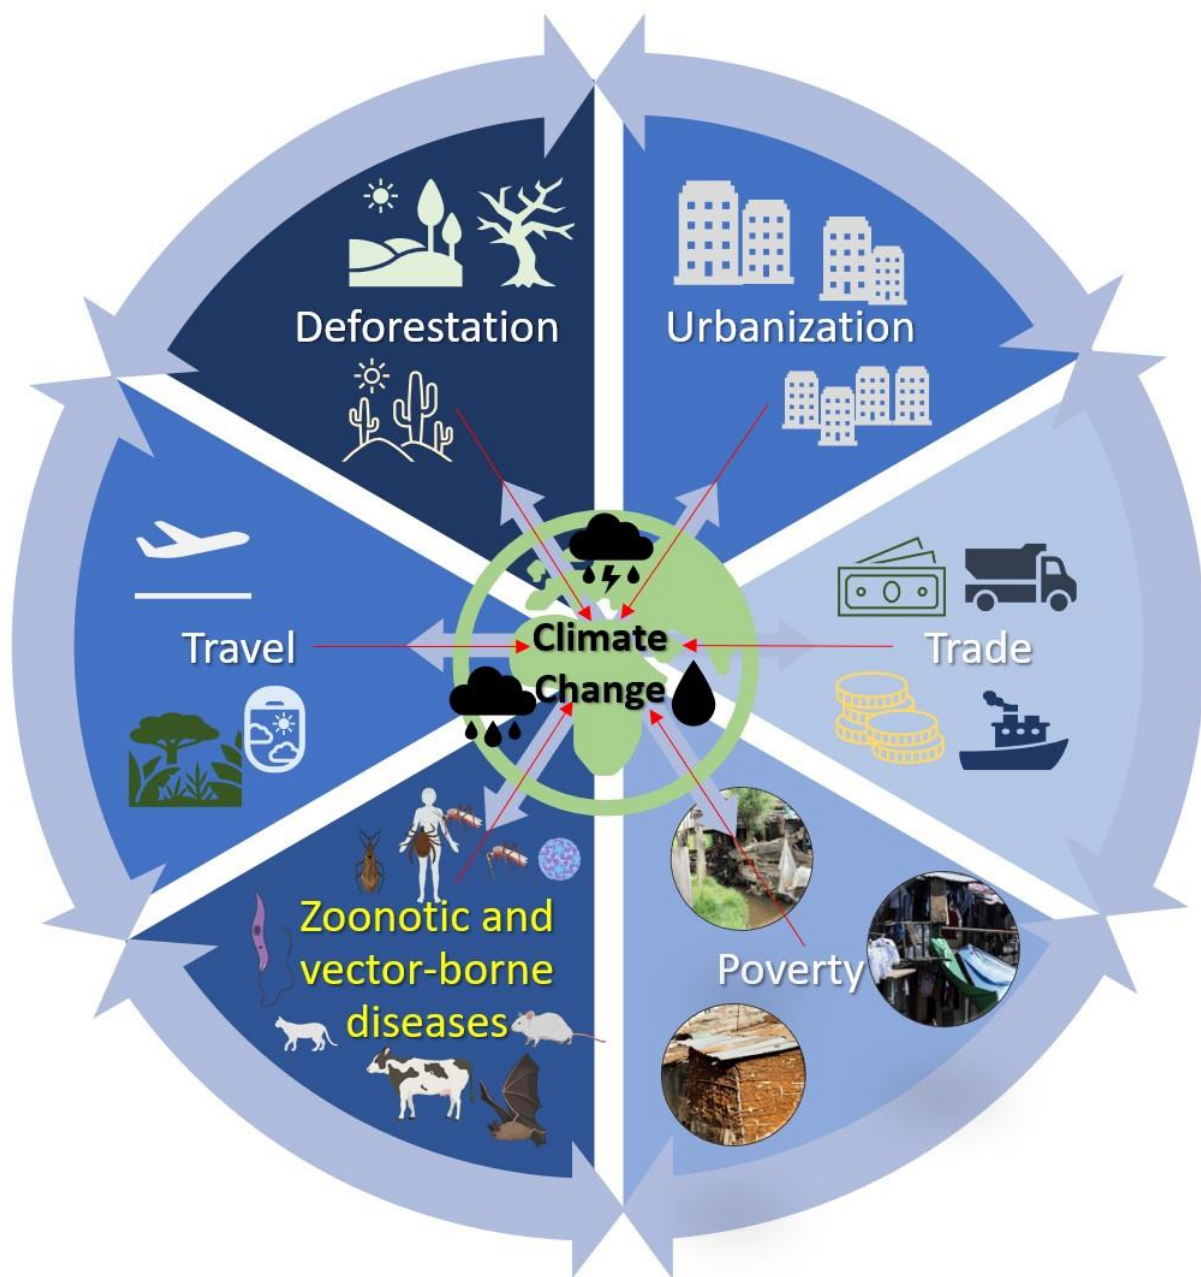 Deforestation
Urbanization
Travel
Climate
Change
Trade
Zoonotic and
vector-borne
diseases
Poverty